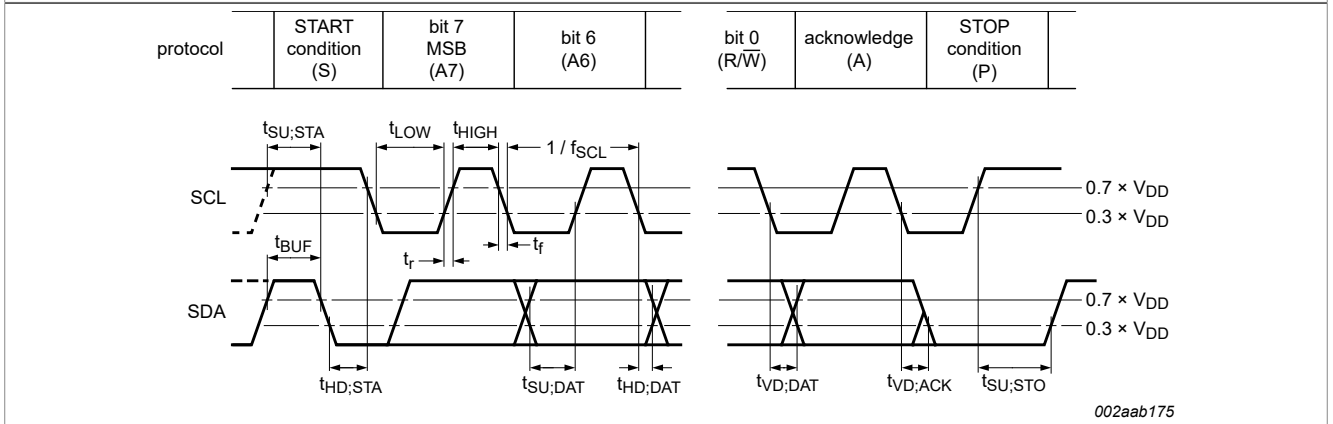 protocol
START
condition
(S)
bit 7
MSB
(A7)
bit 6
(A6)
bit 0
(R/W̅)
acknowledge
(A)
STOP
condition
(P)
tSU;STA
tLOW
tHIGH
1 / fSCL
SCL
0.7 × VDD
0.3 × VDD
tBUF
tr
tf
SDA
0.7 × VDD
0.3 × VDD
tHD;STA
tSU;DAT
tHD;DAT
tVD;DAT
tVD;ACK
tSU;STO
002aab175